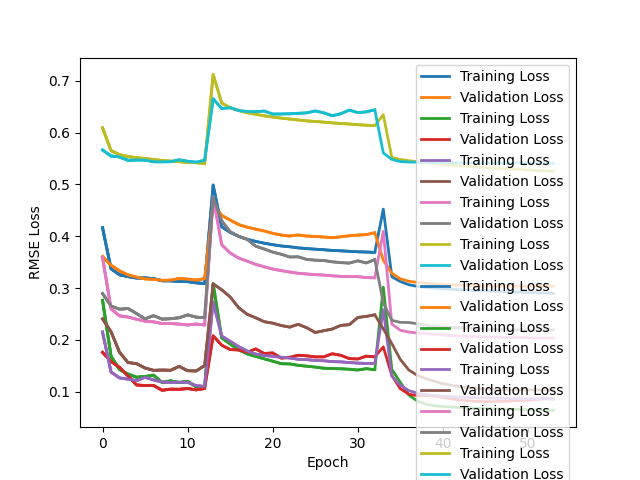 0.7
0.6
0.5
0.4
0.3
0.2
0.1
RMSE Loss
0
10
20
30
40
50
Epoch
Training Loss
Validation Loss
Training Loss
Validation Loss
Training Loss
Validation Loss
Training Loss
Validation Loss
Training Loss
Validation Loss
Training Loss
Validation Loss
Training Loss
Validation Loss
Training Loss
Validation Loss
Training Loss
Validation Loss
Training Loss
Validation Loss